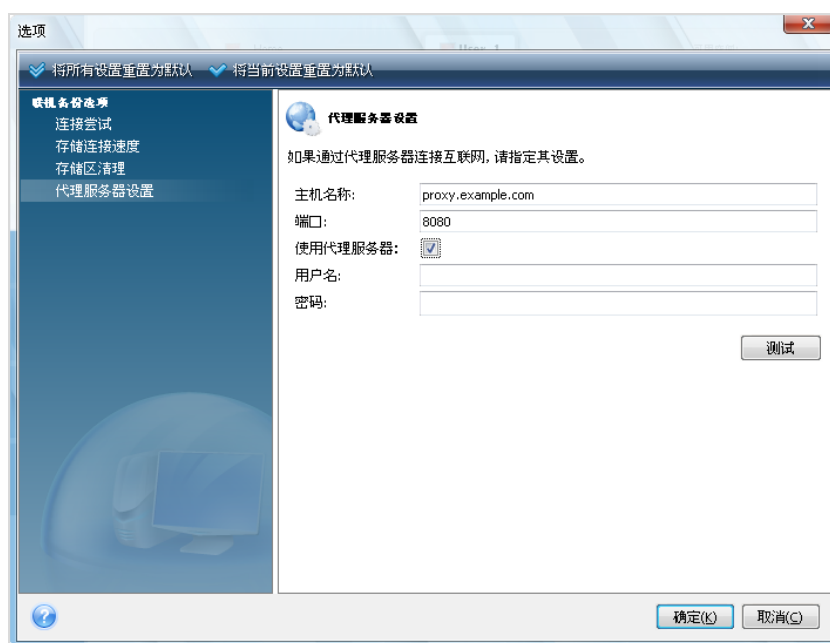 选项
将所有设置重置为默认 将当前设置重置为默认
联机备份选项
连接尝试
存储连接速度
存储区清理
代理服务器设置
代理服务器设置
如果通过代理服务器连接互联网, 请指定其设置。
主机名称: proxy.example.com
端口: 8080
使用代理服务器:
用户名:
密码:
测试
确定(K) 取消(C)